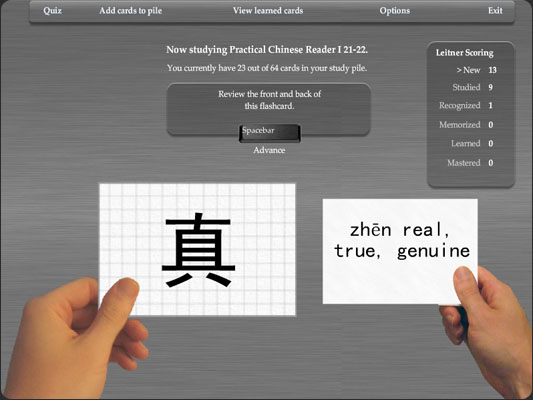 Quiz Add cards to pile View learned cards Options Exit
Now studying Practical Chinese Reader I 21-22.
You currently have 23 out of 64 cards in your study pile.
Review the front and back of
this flashcard.
Spacebar
Advance
Leitner Scoring
> New 13
Studied 9
Recognized 1
Memorized 0
Learned 0
Mastered 0
真
zhēn real,
true, genuine